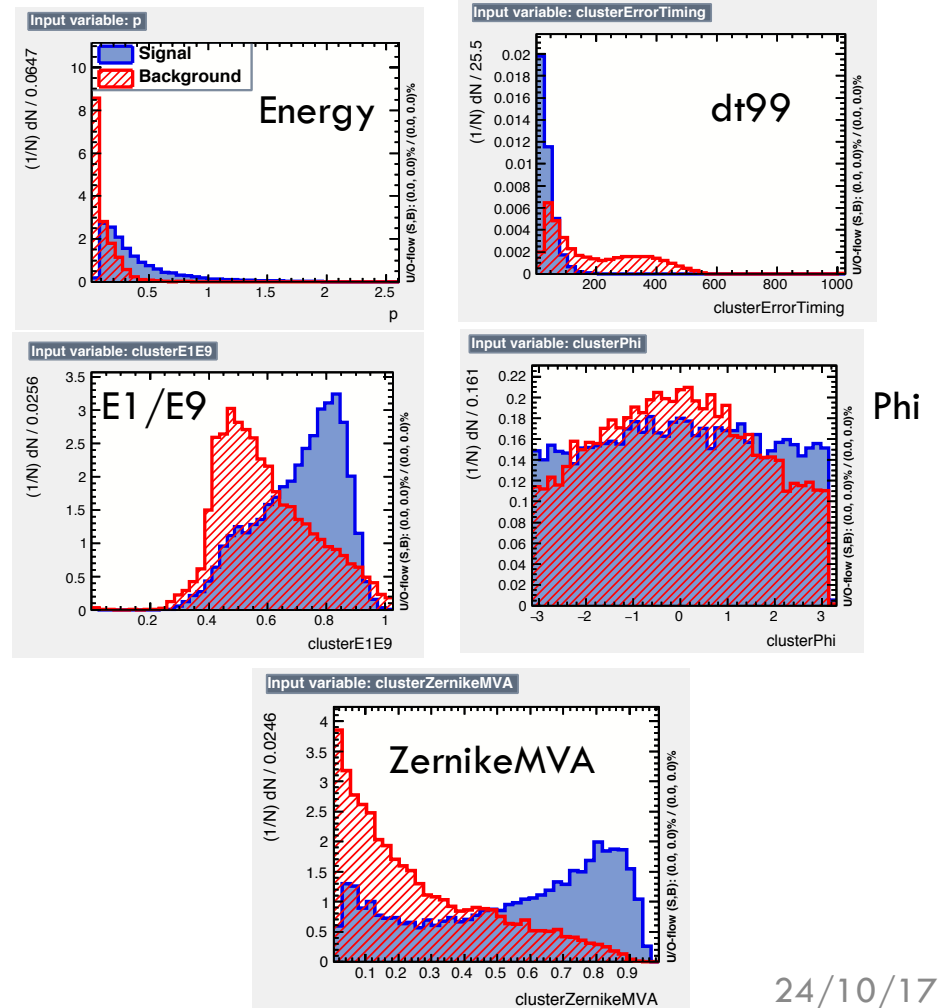 Input variable: p
Signal
Background
Energy
(1/N) dN / 0.0647
10
8
6
4
2
0
0.5 1 1.5 2 2.5
p
U/O-flow (S,B): (0.0, 0.0)% / (0.0, 0.0)%
Input variable: clusterErrorTiming
dt99
(1/N) dN / 25.5
0.02
0.018
0.016
0.014
0.012
0.01
0.008
0.006
0.004
0.002
0
200 400 600 800 1000
clusterErrorTiming
U/O-flow (S,B): (0.0, 0.0)% / (0.0, 0.0)%
Input variable: clusterE1E9
E1/E9
(1/N) dN / 0.0256
3.5
3
2.5
2
1.5
1
0.5
0
0.2 0.4 0.6 0.8 1
clusterE1E9
U/O-flow (S,B): (0.0, 0.0)% / (0.0, 0.0)%
Input variable: clusterPhi
Phi
(1/N) dN / 0.161
0.22
0.2
0.18
0.16
0.14
0.12
0.1
0.08
0.06
0.04
0.02
0
−3 −2 −1 0 1 2 3
clusterPhi
U/O-flow (S,B): (0.0, 0.0)% / (0.0, 0.0)%
Input variable: clusterZernikeMVA
ZernikeMVA
(1/N) dN / 0.0246
4
3.5
3
2.5
2
1.5
1
0.5
0
0.1 0.2 0.3 0.4 0.5 0.6 0.7 0.8 0.9
clusterZernikeMVA
U/O-flow (S,B): (0.0, 0.0)% / (0.0, 0.0)%
24/10/17